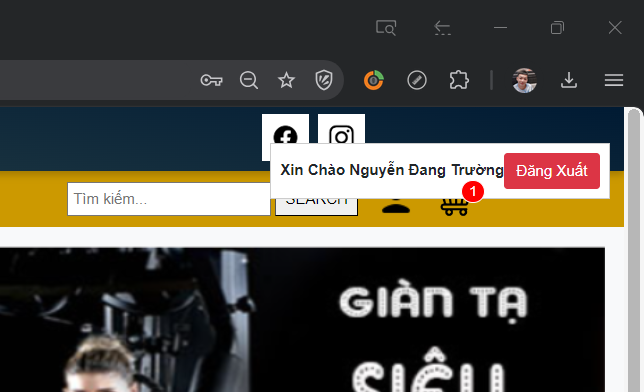 Xin Chào Nguyễn Đang Trường Đăng Xuất
1
Tìm kiếm... SEARCH
GIÀN TẠ
SIÊU